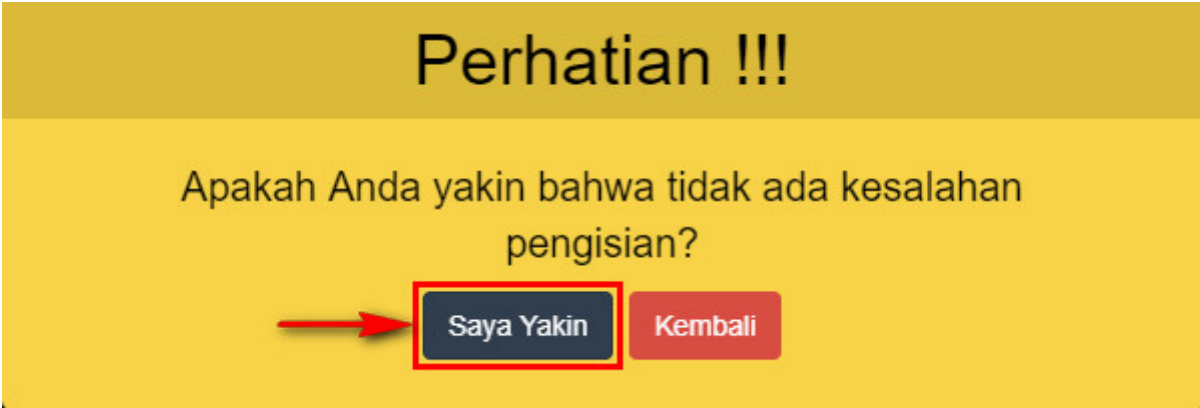 Perhatian !!!
Apakah Anda yakin bahwa tidak ada kesalahan
pengisian?
Saya Yakin
Kembali